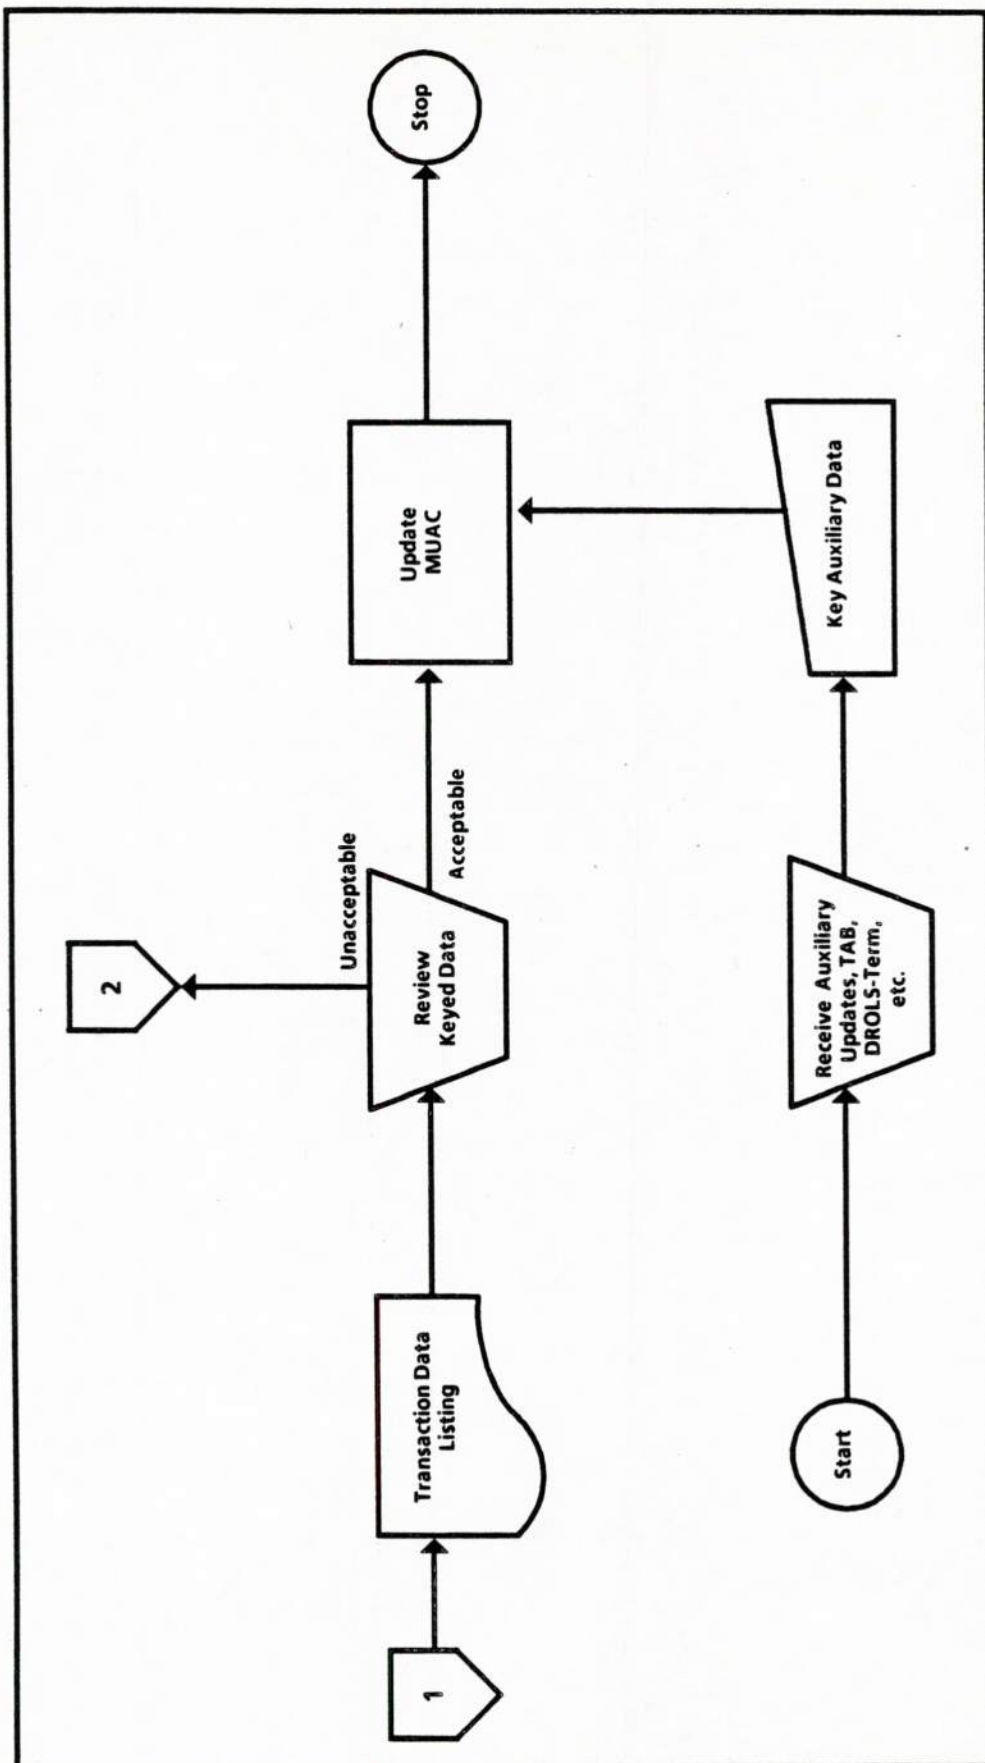 2
Unacceptable
1
Transaction Data
Listing
Review
Keyed Data
Acceptable
Update
MUAC
Stop
Start
Receive Auxiliary
Updates, TAB,
DROLS-Term,
etc.
Key Auxiliary Data